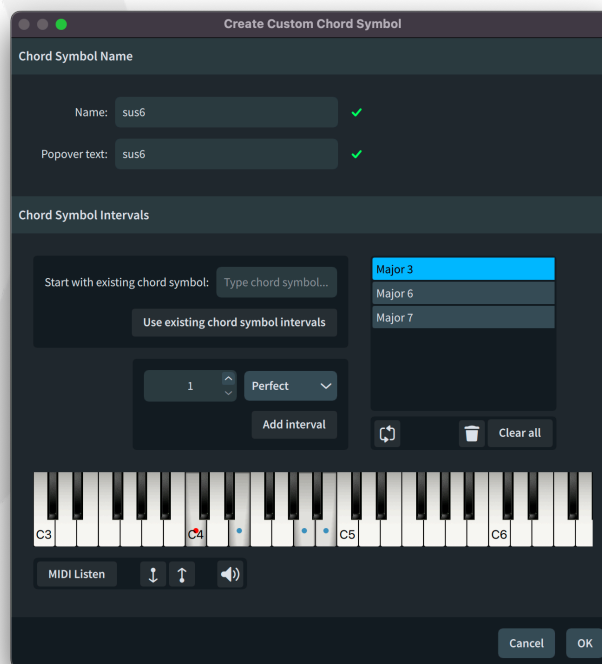 Create Custom Chord Symbol
Chord Symbol Name
Name: sus6
Popover text: sus6
Chord Symbol Intervals
Start with existing chord symbol: Type chord symbol...
Use existing chord symbol intervals
1 Perfect
Add interval
Major 3
Major 6
Major 7
Clear all
C3 C4 C5 C6
MIDI Listen
Cancel OK